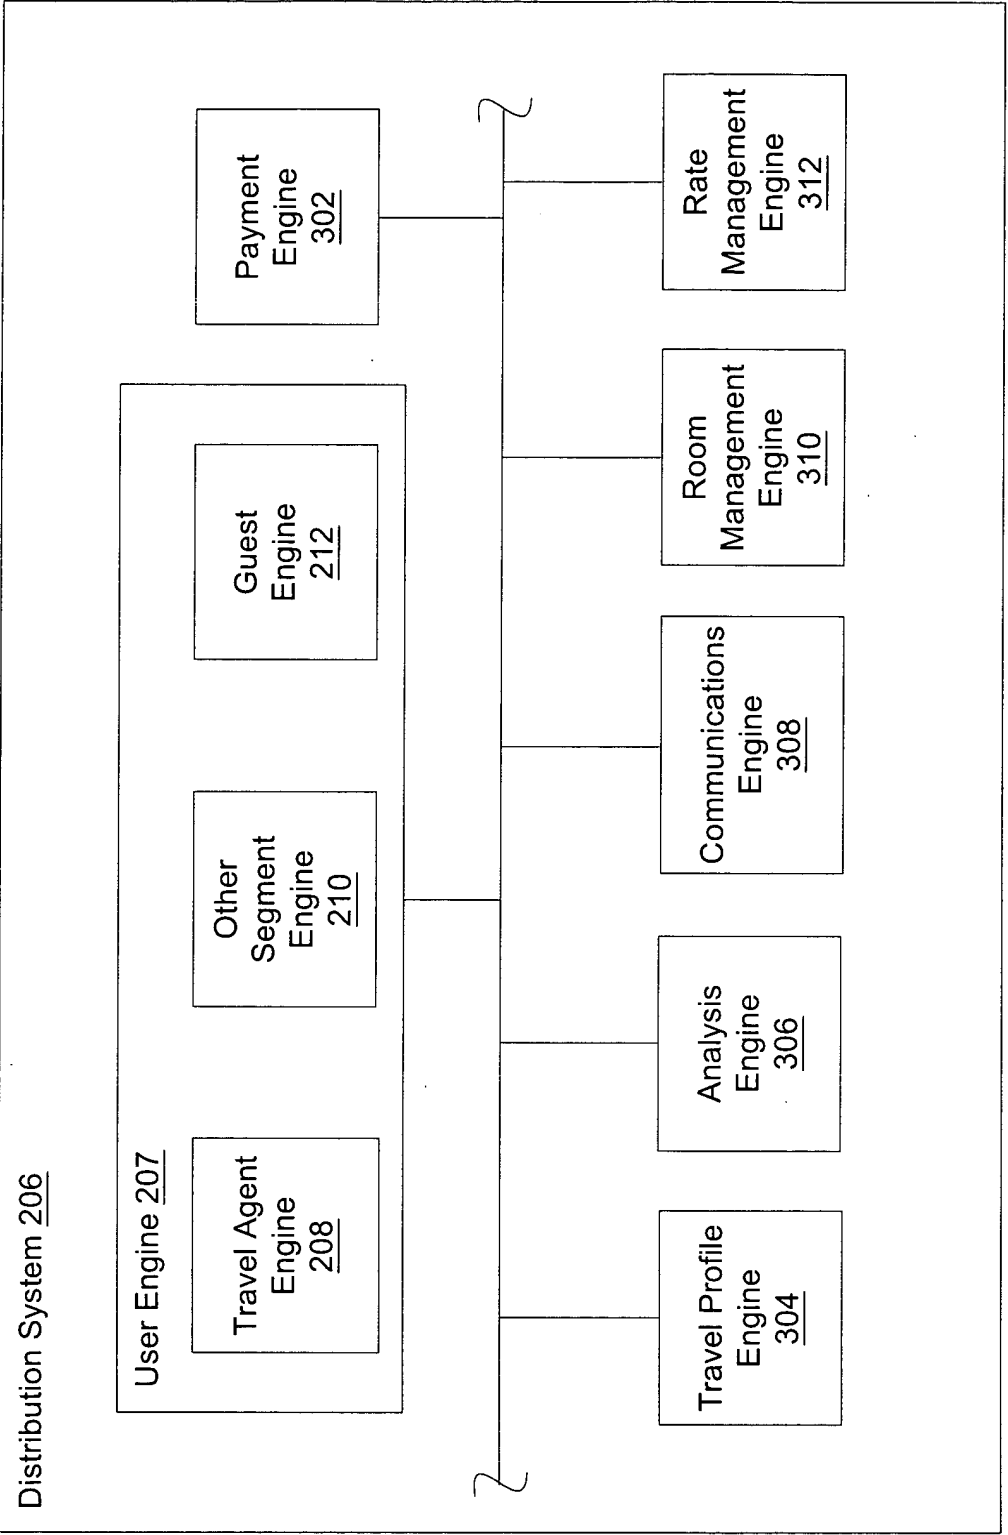 Distribution System 206
User Engine 207
Travel Agent
Engine
208
Other
Segment
Engine
210
Guest
Engine
212
Payment
Engine
302
Travel Profile
Engine
304
Analysis
Engine
306
Communications
Engine
308
Room
Management
Engine
310
Rate
Management
Engine
312